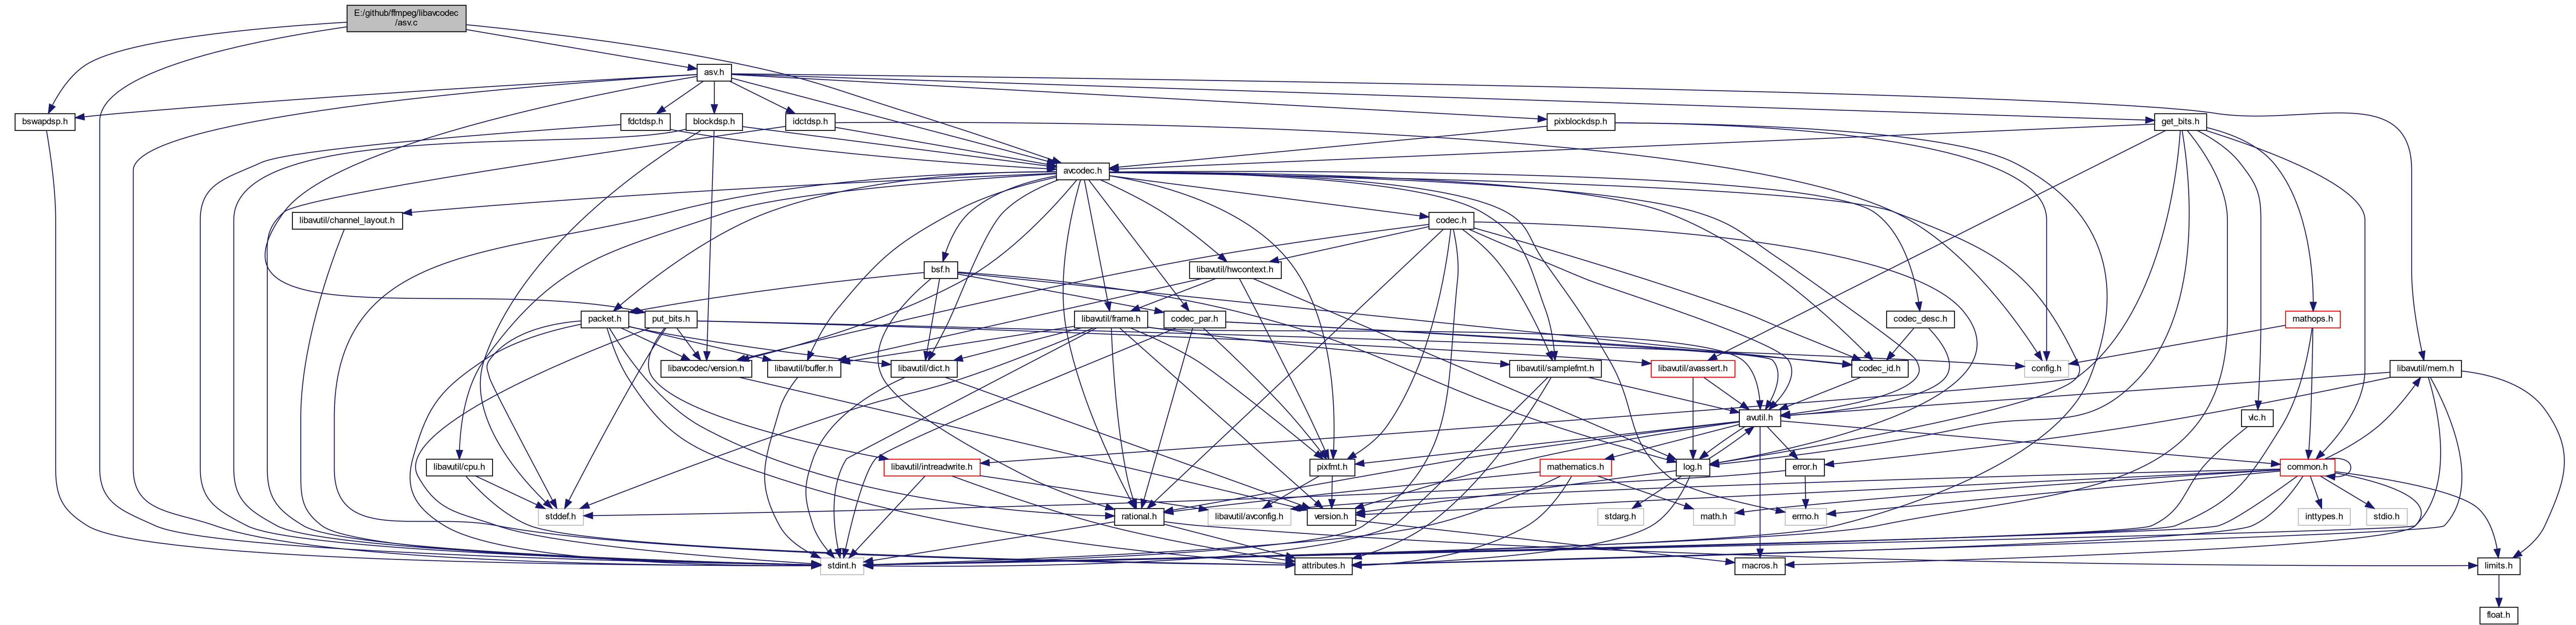 E:/github/ffmpeg/libavcodec
/asv.c
asv.h
bswapdsp.h
fdctdsp.h
blockdsp.h
idctdsp.h
pixblockdsp.h
get_bits.h
avcodec.h
libavutil/channel_layout.h
codec.h
bsf.h
libavutil/hwcontext.h
packet.h
put_bits.h
libavutil/frame.h
codec_par.h
codec_desc.h
mathops.h
libavcodec/version.h
libavutil/buffer.h
libavutil/dict.h
libavutil/samplefmt.h
libavutil/avassert.h
codec_id.h
config.h
libavutil/mem.h
avutil.h
vlc.h
libavutil/cpu.h
libavutil/intreadwrite.h
pixfmt.h
mathematics.h
log.h
error.h
common.h
stddef.h
rational.h
libavutil/avconfig.h
version.h
stdarg.h
math.h
errno.h
inttypes.h
stdio.h
stdint.h
attributes.h
macros.h
limits.h
float.h